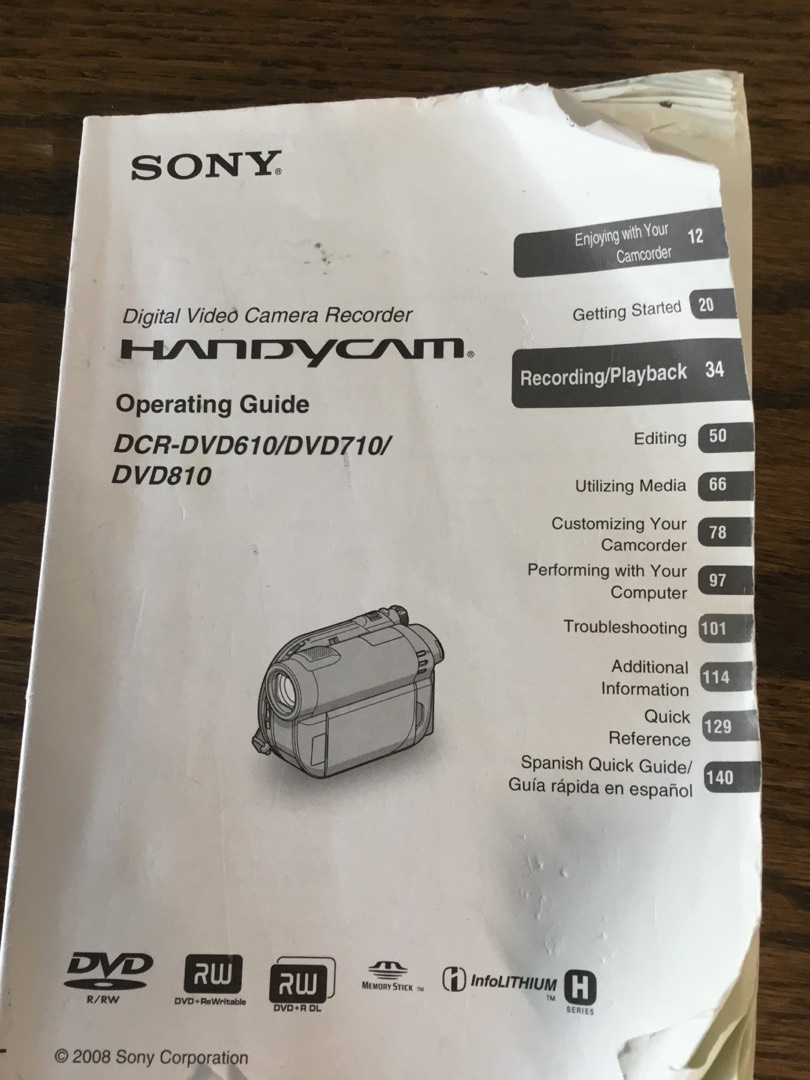 SONY®
Enjoying with Your
Camcorder 12
Getting Started 20
Digital Video Camera Recorder
HANDYCAM®
Recording/Playback 34
Operating Guide
DCR-DVD610/DVD710/
DVD810
Editing 50
Utilizing Media 66
Customizing Your
Camcorder 78
Performing with Your
Computer 97
Troubleshooting 101
Additional
Information 114
Quick
Reference 129
Spanish Quick Guide/
Guía rápida en español 140
DVD
R/RW
RW
DVD+ReWritable
RW
DVD+R DL
MEMORY STICK TM
i InfoLITHIUM TM
H
SERIES
© 2008 Sony Corporation